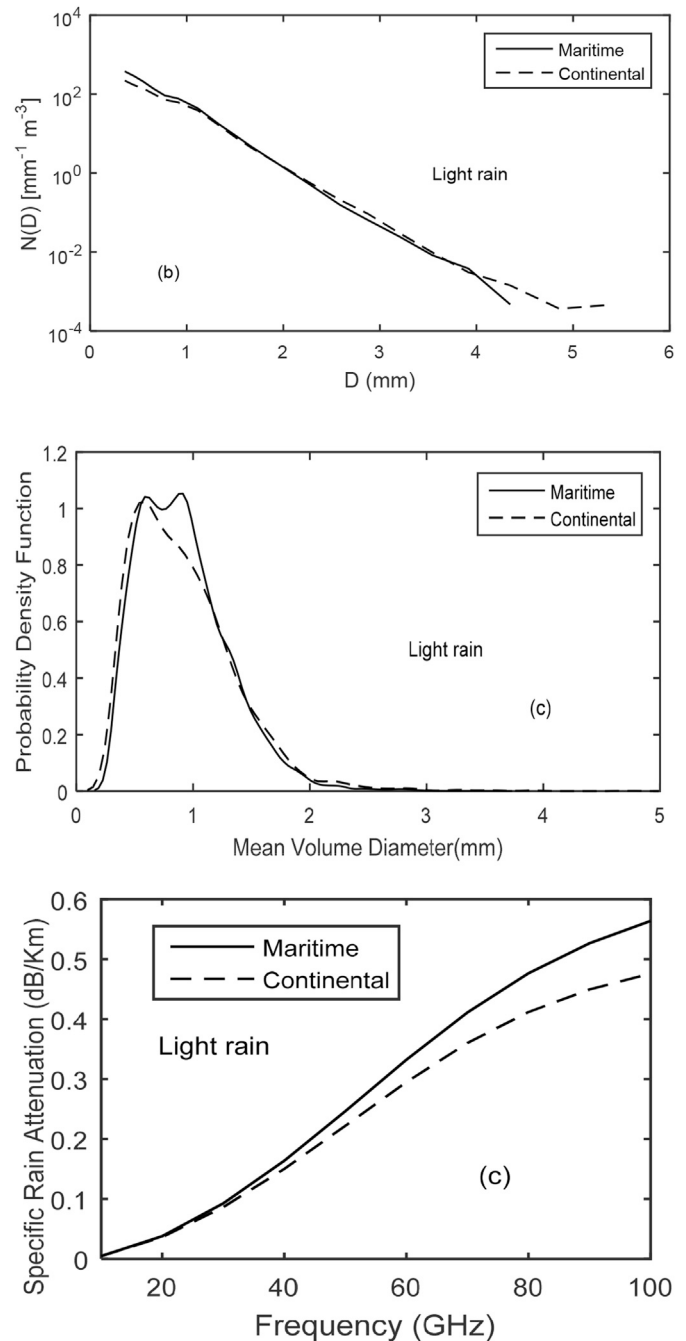 10^4
Maritime
Continental
10^2
N(D) [mm^-1 m^-3]
10^0
Light rain
10^-2
(b)
10^-4
0 1 2 3 4 5 6
D (mm)
1.2
Maritime
Continental
1
Probability Density Function
0.8
0.6
Light rain
0.4
(c)
0.2
0
0 1 2 3 4 5
Mean Volume Diameter(mm)
0.6
Maritime
Continental
0.5
Specific Rain Attenuation (dB/Km)
0.4
Light rain
0.3
0.2
(c)
0.1
0
20 40 60 80 100
Frequency (GHz)